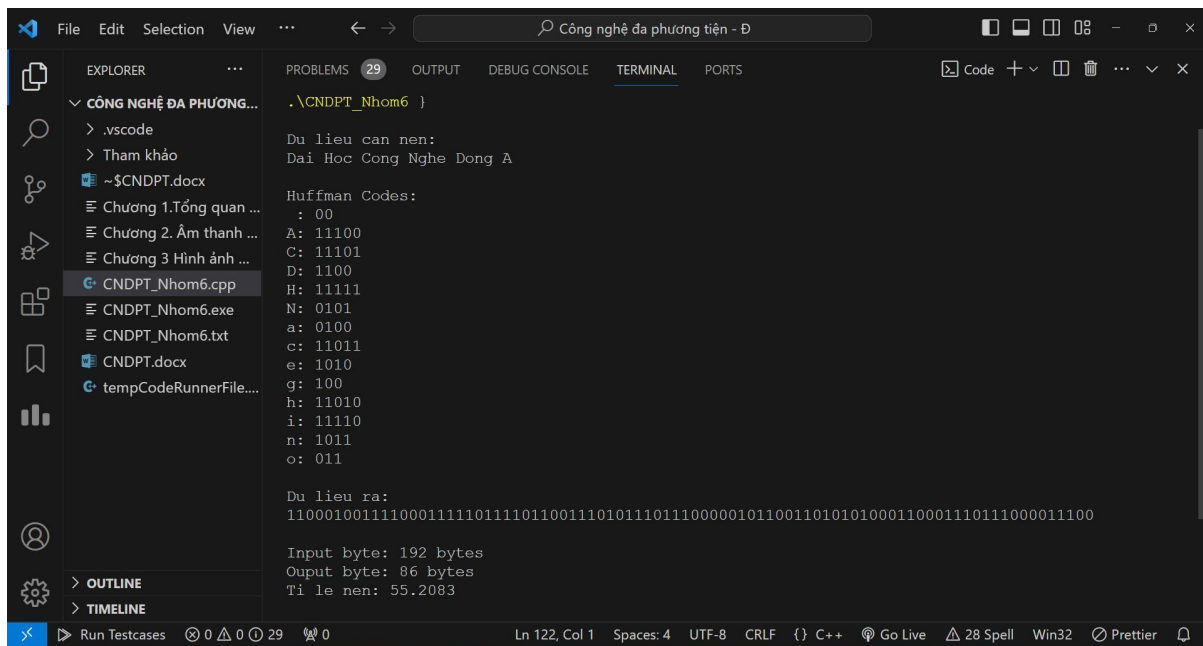 File Edit Selection View ··· ← → Công nghệ đa phương tiện - Đ
EXPLORER ···
CÔNG NGHỆ ĐA PHƯƠNG...
> .vscode
> Tham khảo
~$CNDPT.docx
Chương 1.Tổng quan ...
Chương 2. Âm thanh ...
Chương 3 Hình ảnh ...
CNDPT_Nhom6.cpp
CNDPT_Nhom6.exe
CNDPT_Nhom6.txt
CNDPT.docx
tempCodeRunnerFile....
> OUTLINE
> TIMELINE
PROBLEMS 29 OUTPUT DEBUG CONSOLE TERMINAL PORTS Code
.\CNDPT_Nhom6 }
Du lieu can nen:
Dai Hoc Cong Nghe Dong A
Huffman Codes:
 : 00
A: 11100
C: 11101
D: 1100
H: 11111
N: 0101
a: 0100
c: 11011
e: 1010
g: 100
h: 11010
i: 11110
n: 1011
o: 011
Du lieu ra:
11000100111100011111011110110011101011101110000010110011010101000110001110111000011100
Input byte: 192 bytes
Ouput byte: 86 bytes
Ti le nen: 55.2083
Run Testcases 0 0 0 29 0 Ln 122, Col 1 Spaces: 4 UTF-8 CRLF {} C++ Go Live 28 Spell Win32 Prettier